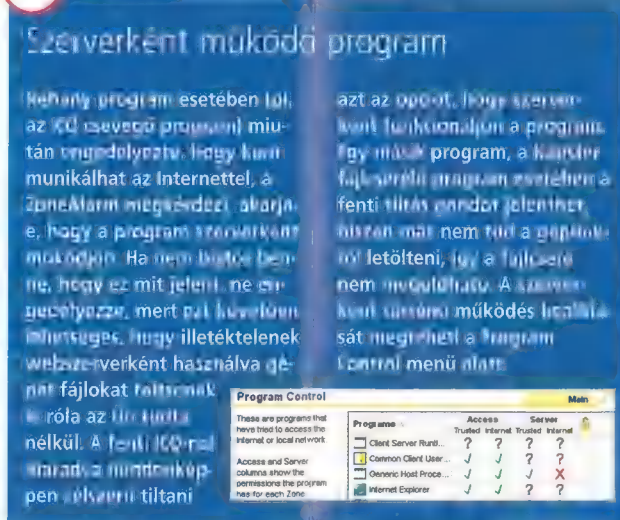 Szerverként működő program
Néhány program esetében (pl.
az ICQ csevegő program) miu-
tán engedélyezte, hogy kom-
munikálhat az Internettel, a
ZoneAlarm megkérdezi, akarja-
e, hogy a program szerverként
működjön. Ha nem biztos ben-
ne, hogy ez mit jelent, ne en-
gedélyezze, mert ezt követően
lehetséges, hogy illetéktelenek
webszerverként használva gé-
pét fájlokat töltsenek
le róla az Ön tudta
nélkül. A fenti ICQ-nál
maradva mindenkép-
pen célszerű tiltani
azt az opciót, hogy szerver-
ként funkcionáljon a program.
Egy másik program, a Napster
fájlcserélő program esetében a
fenti tiltás gondot jelenthet,
hiszen már nem tud a gépéről
letölteni, így a fájlcsere
nem megoldható. A szerver-
ként történő működés
sát megteheti a Program
Control menü alatt.
Program Control
Main
These are programs that
have tried to access the
internet or local network
Access and Server
columns show the
permissions the program
has for each Zone
Programs Access Server
Trusted Internet Trusted Internet
Client Server Runti... ? ? ? ?
Common Client User... √ √ ? ?
Generic Host Proce... √ √ √ X
Internet Explorer √ √ ? ?